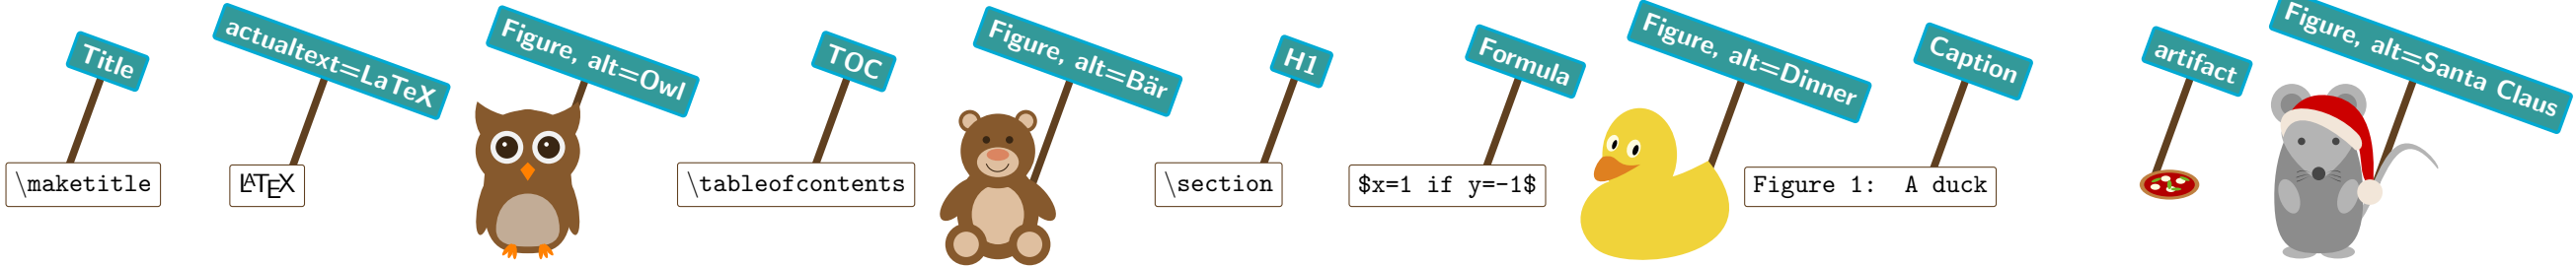 Title
\maketitle
actualtext=LaTeX
LATEX
Figure, alt=Owl
TOC
\tableofcontents
Figure, alt=Bär
H1
\section
Formula
$x=1 if y=-1$
Figure, alt=Dinner
Caption
Figure 1: A duck
artifact
Figure, alt=Santa Claus